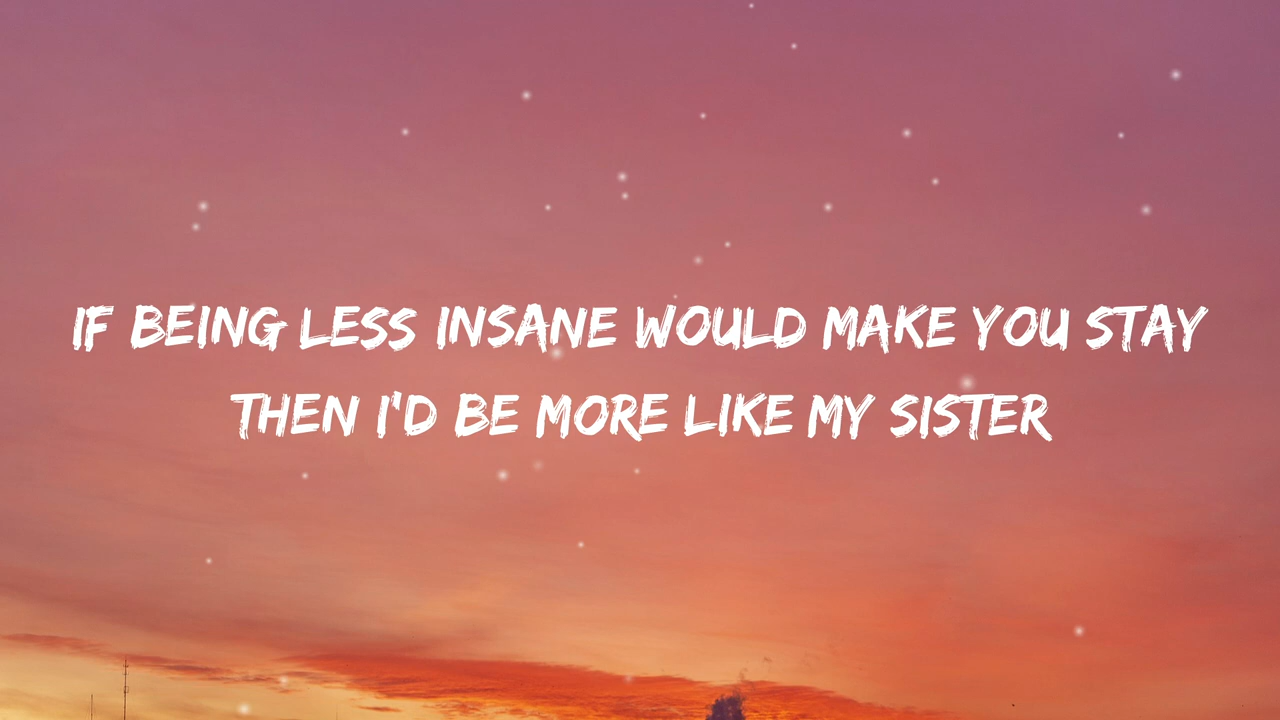 IF BEING LESS INSANE WOULD MAKE YOU STAY
THEN I'D BE MORE LIKE MY SISTER